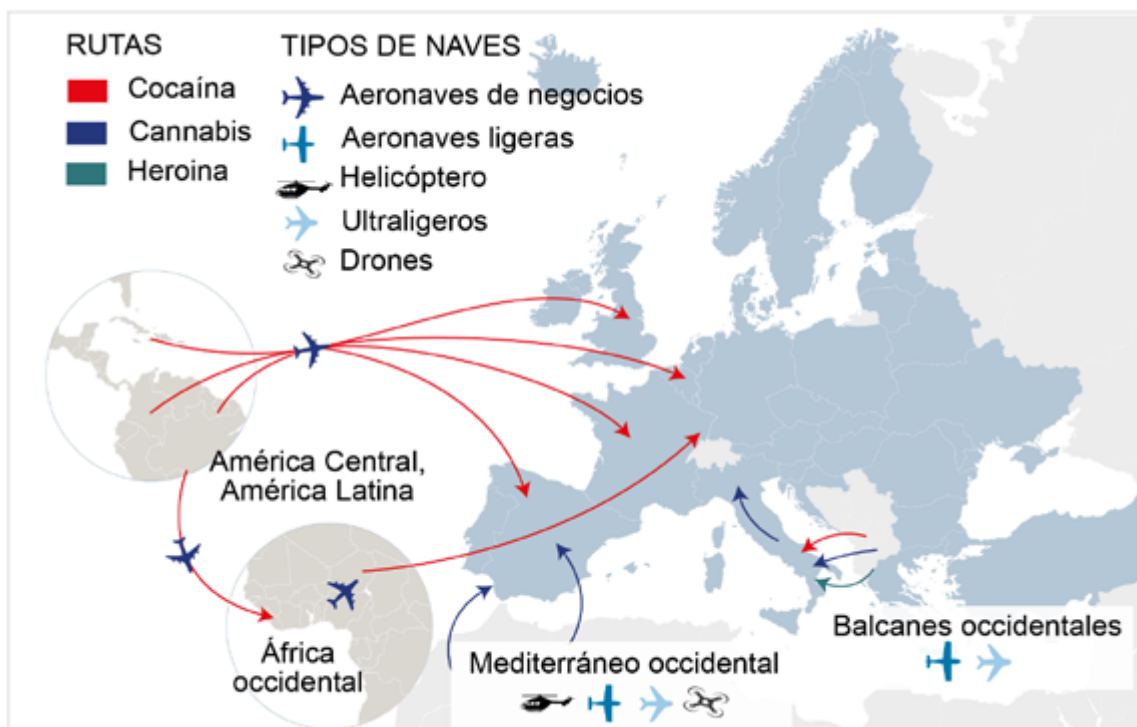 RUTAS
Cocaína
Cannabis
Heroina
TIPOS DE NAVES
Aeronaves de negocios
Aeronaves ligeras
Helicóptero
Ultraligeros
Drones
América Central,
América Latina
África
occidental
Mediterráneo occidental
Balcanes occidentales